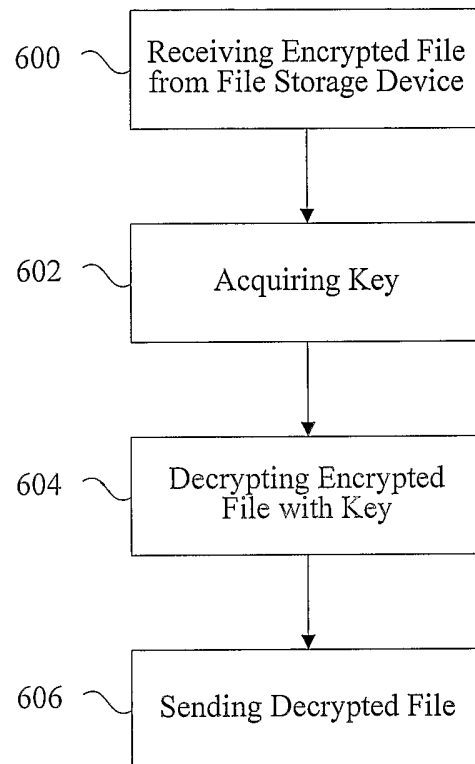 600
Receiving Encrypted File
from File Storage Device
602
Acquiring Key
604
Decrypting Encrypted
File with Key
606
Sending Decrypted File